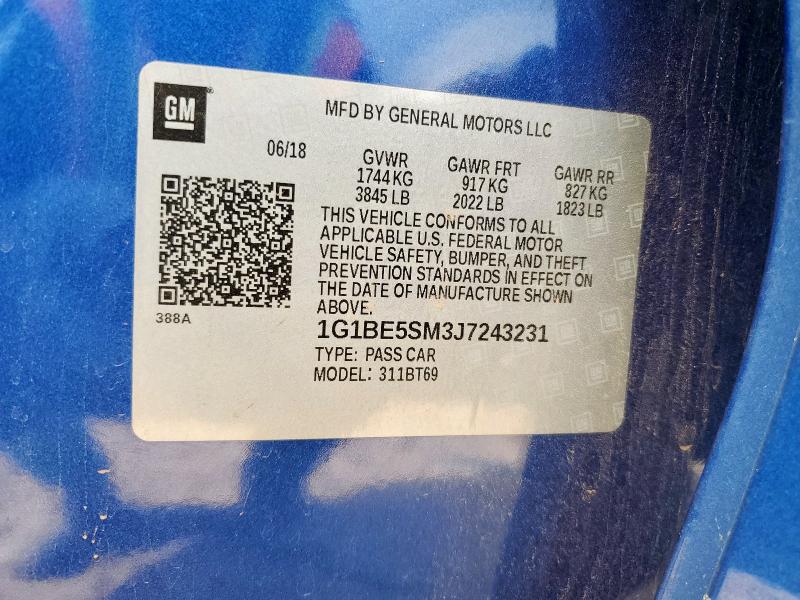 GM
MFD BY GENERAL MOTORS LLC
06/18
GVWR GAWR FRT GAWR RR
1744 KG 917 KG 827 KG
3845 LB 2022 LB 1823 LB
THIS VEHICLE CONFORMS TO ALL
APPLICABLE U.S. FEDERAL MOTOR
VEHICLE SAFETY, BUMPER, AND THEFT
PREVENTION STANDARDS IN EFFECT ON
THE DATE OF MANUFACTURE SHOWN
ABOVE.
388A
1G1BE5SM3J7243231
TYPE: PASS CAR
MODEL: 311BT69